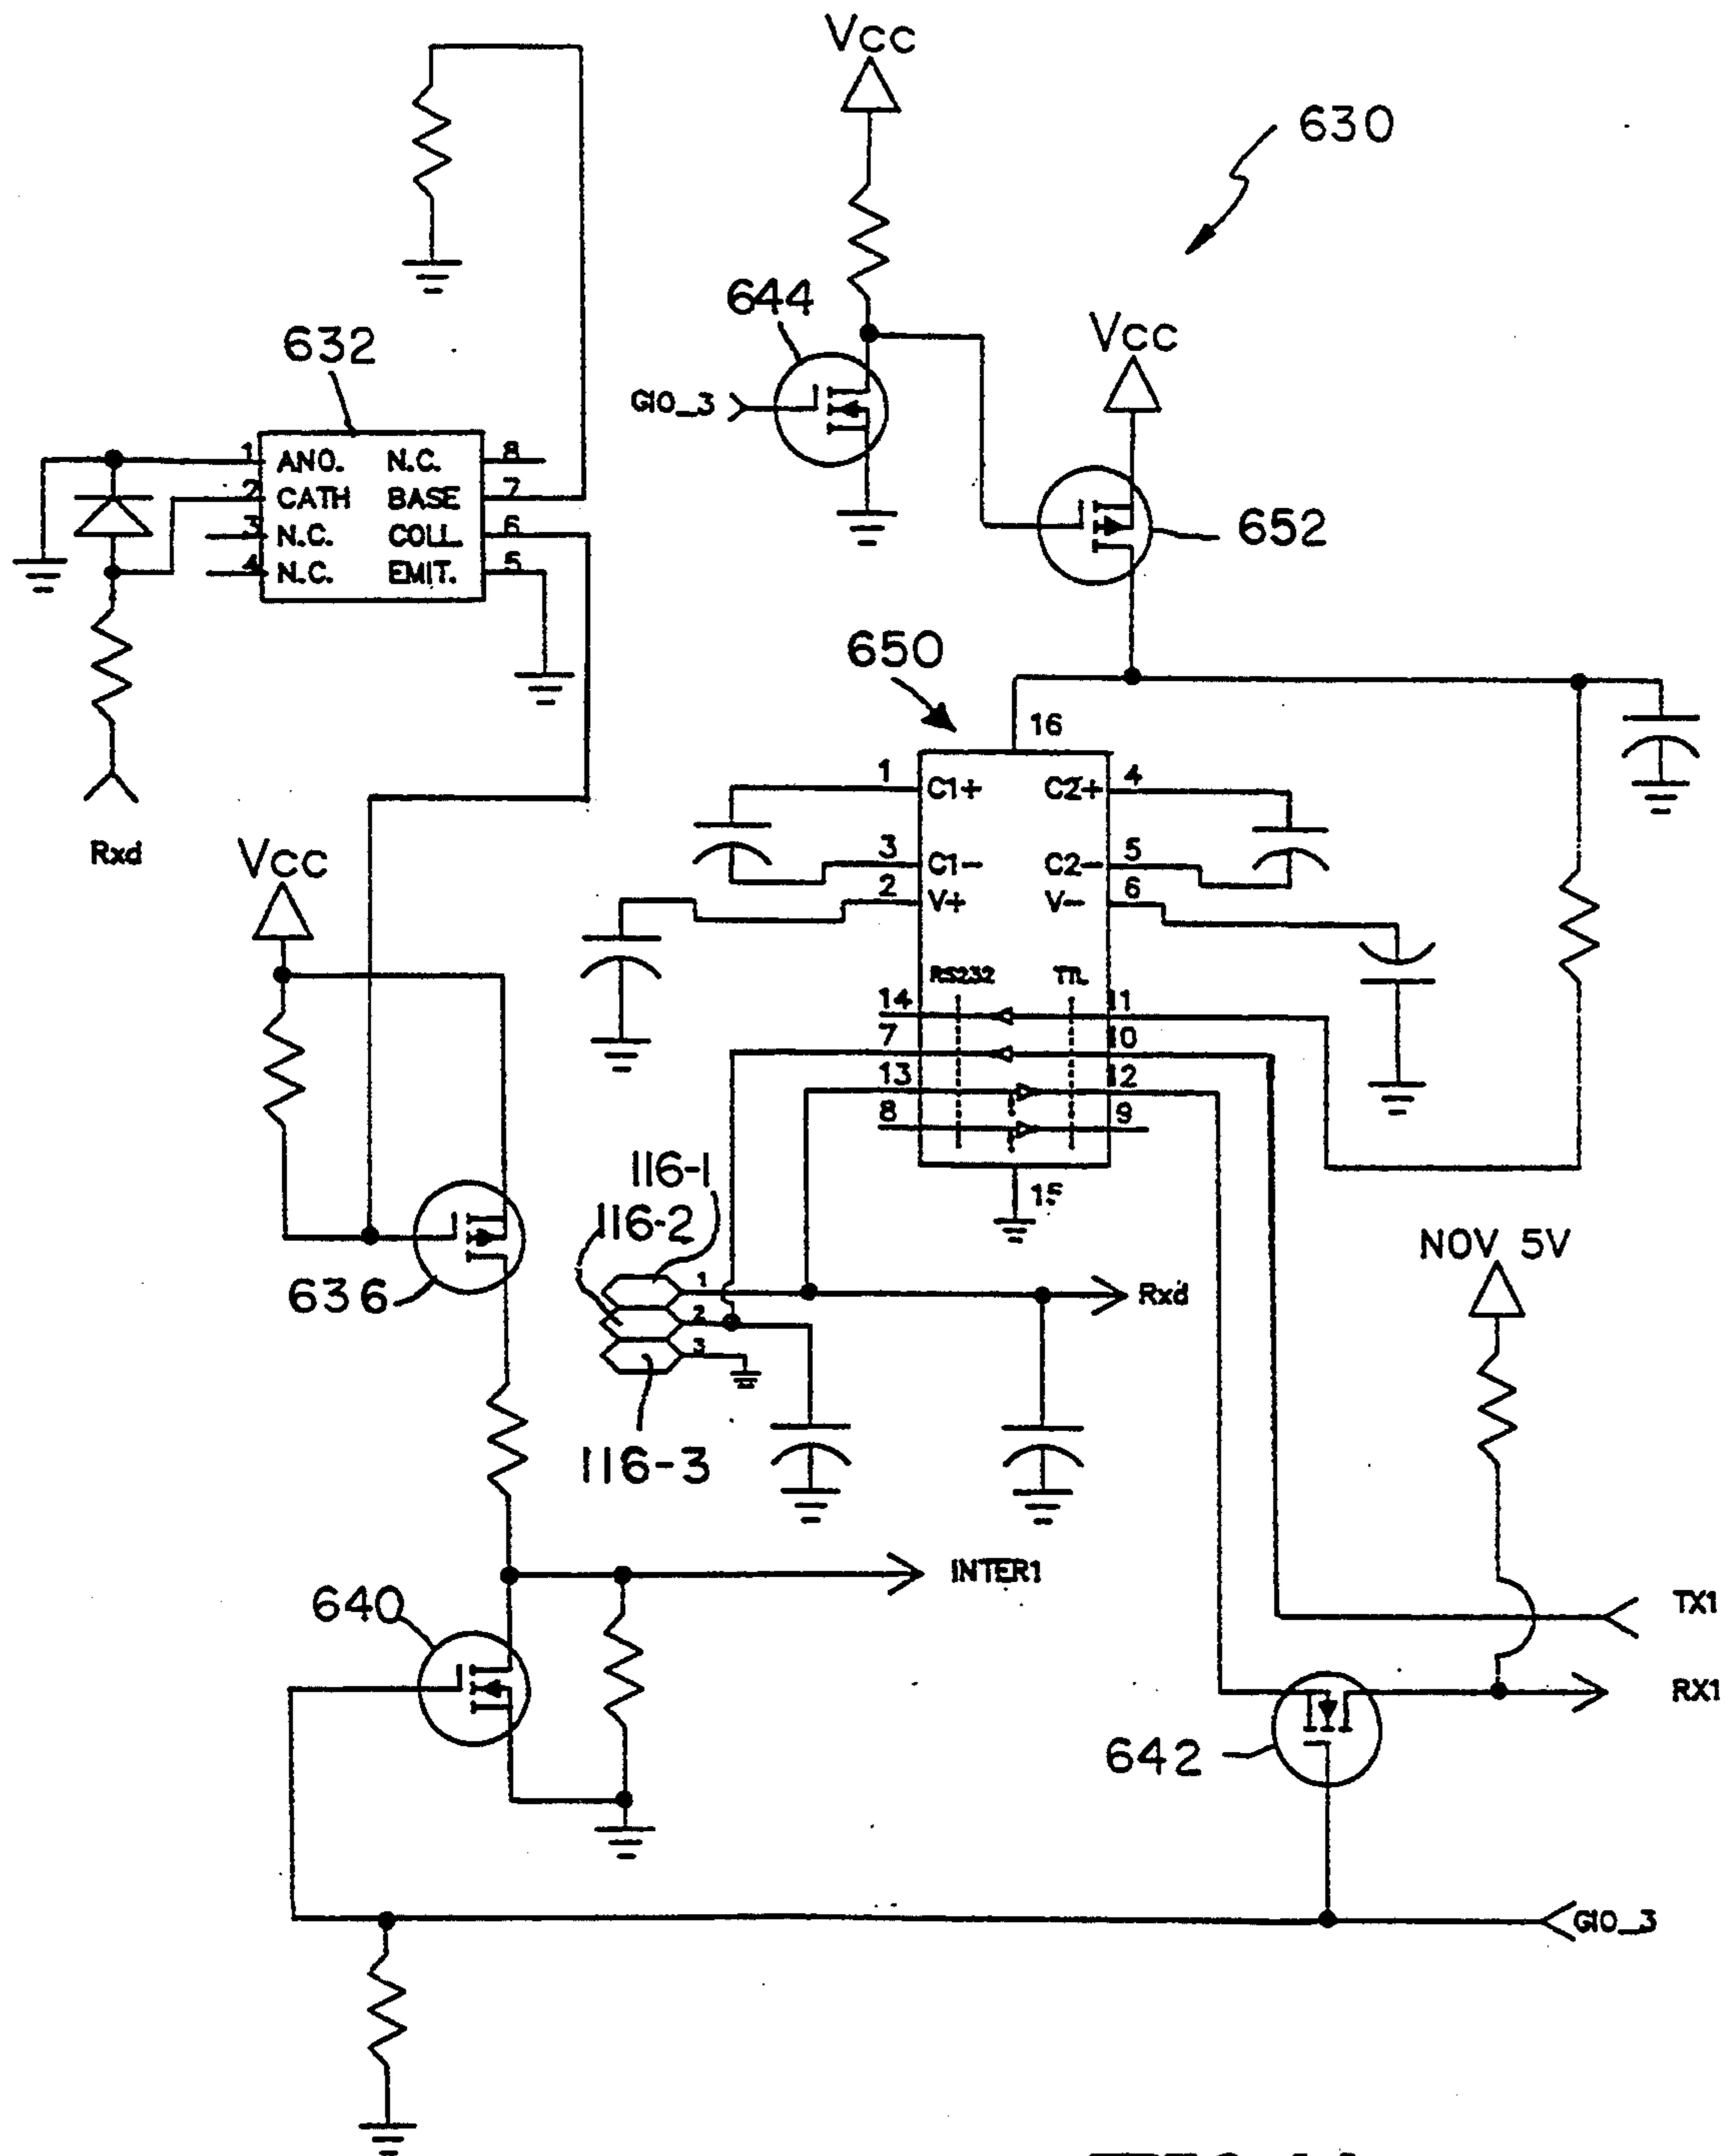 Vcc
630
644
632
Vcc
GIO_3
1 ANO. N.C. 8
2 CATH BASE 7
3 N.C. COLL. 6
4 N.C. EMIT. 5
652
650
16
1 C1+ C2+ 4
Rxd
3 C1- C2- 5
Vcc
2 V+ V- 6
RS232 TTL
14 11
7 10
13 12
8 9
116-1
15
116-2
NOV 5V
636
1
Rxd
2
3
116-3
INTER1
640
TX1
RX1
642
GIO_3